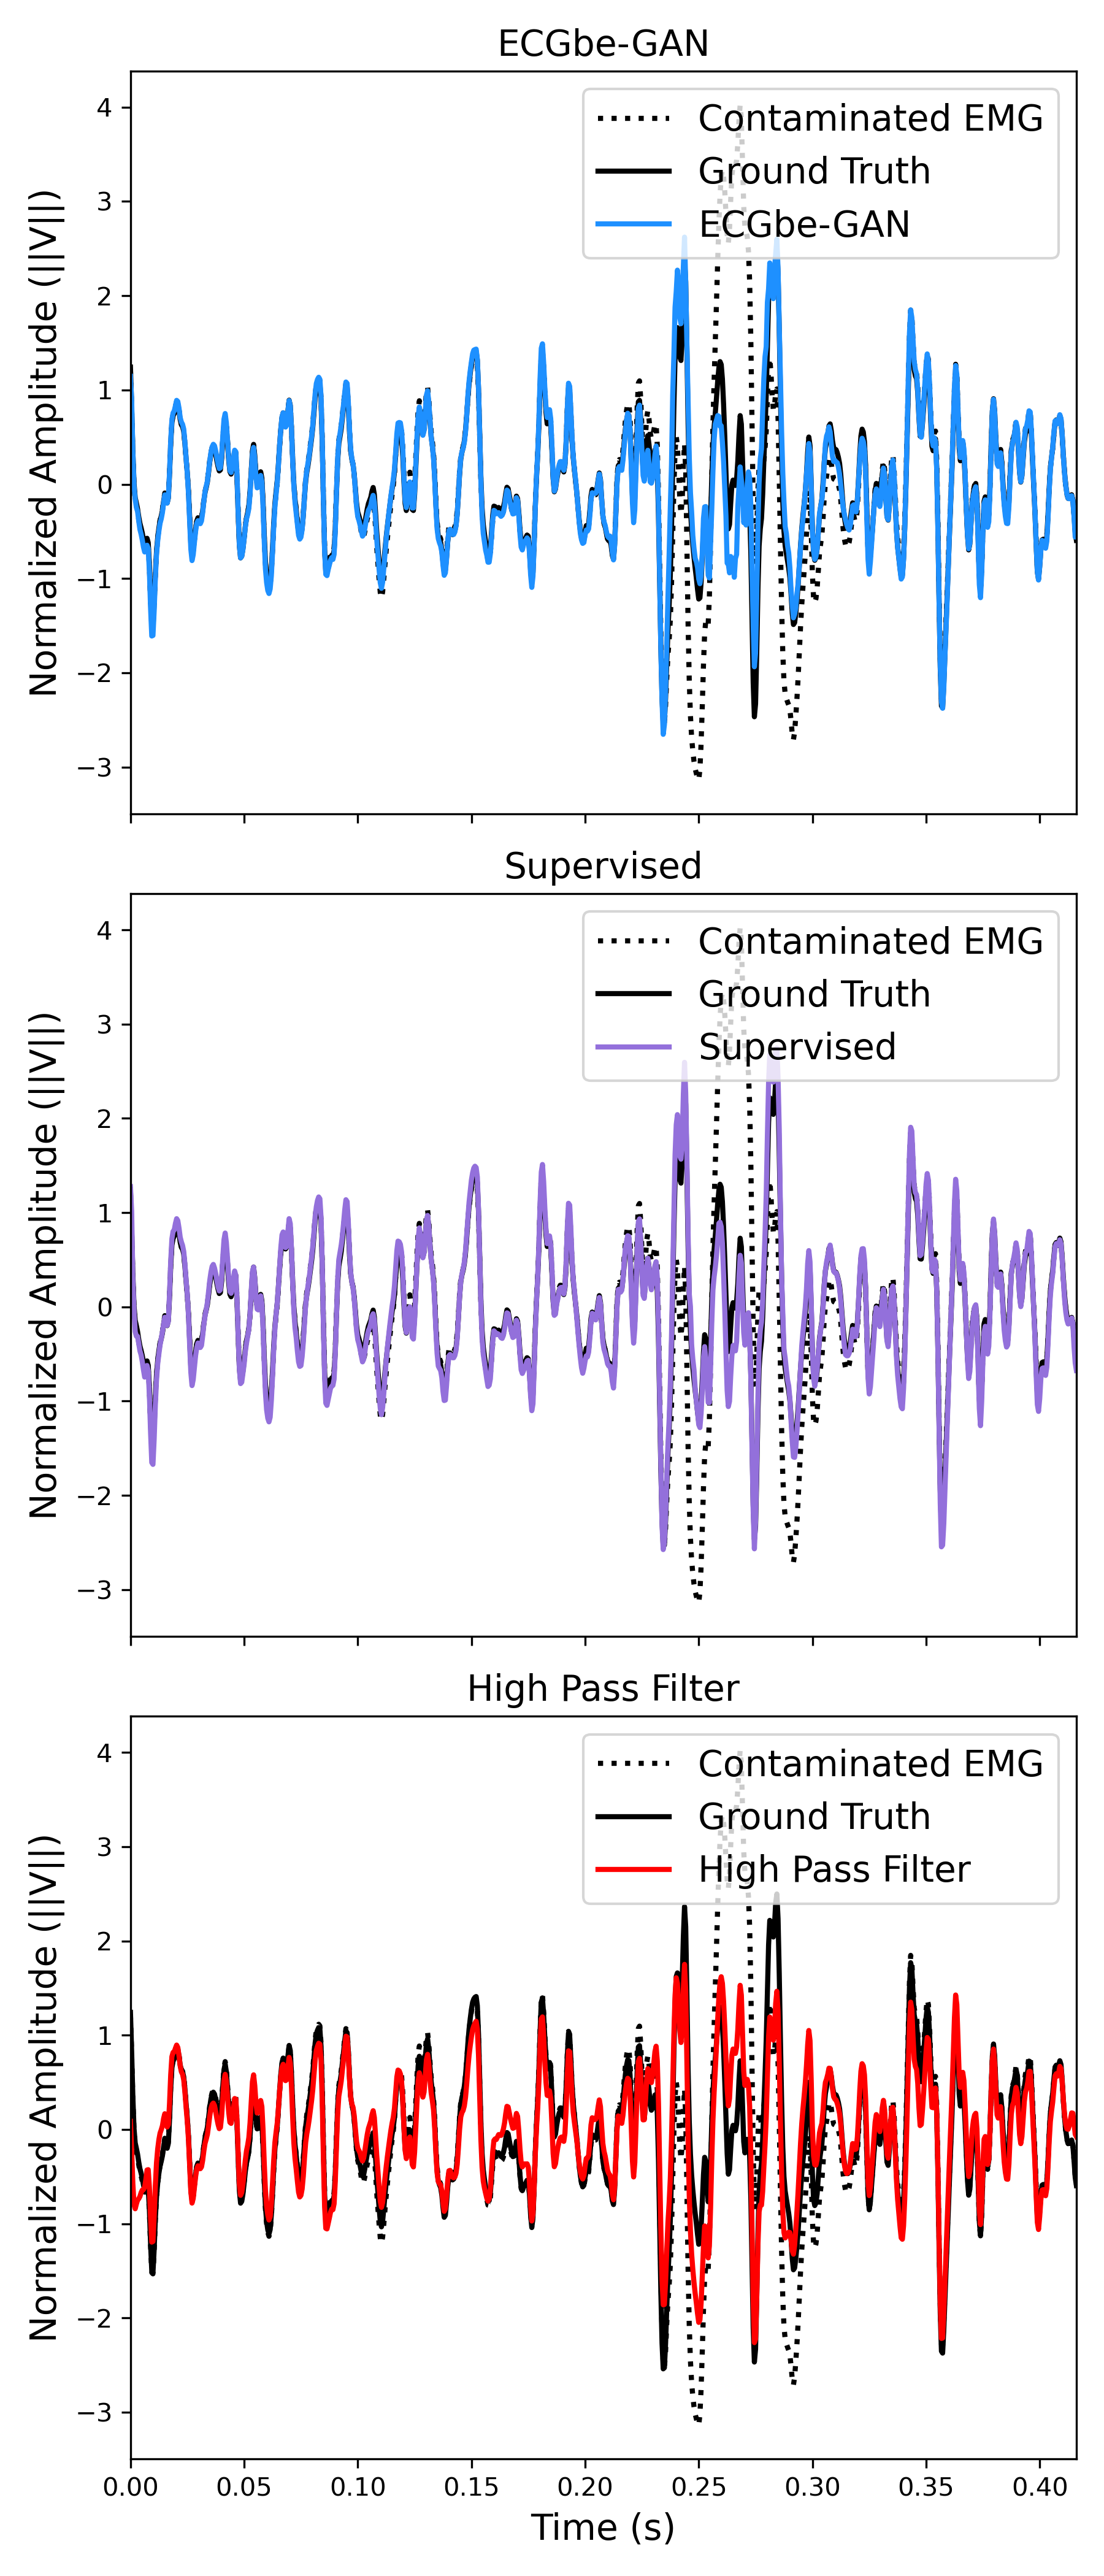 ECGbe-GAN
Normalized Amplitude (||V||)
4
3
2
1
0
−1
−2
−3
Contaminated EMG
Ground Truth
ECGbe-GAN
Supervised
Normalized Amplitude (||V||)
4
3
2
1
0
−1
−2
−3
Contaminated EMG
Ground Truth
Supervised
High Pass Filter
Normalized Amplitude (||V||)
4
3
2
1
0
−1
−2
−3
Contaminated EMG
Ground Truth
High Pass Filter
0.00 0.05 0.10 0.15 0.20 0.25 0.30 0.35 0.40
Time (s)